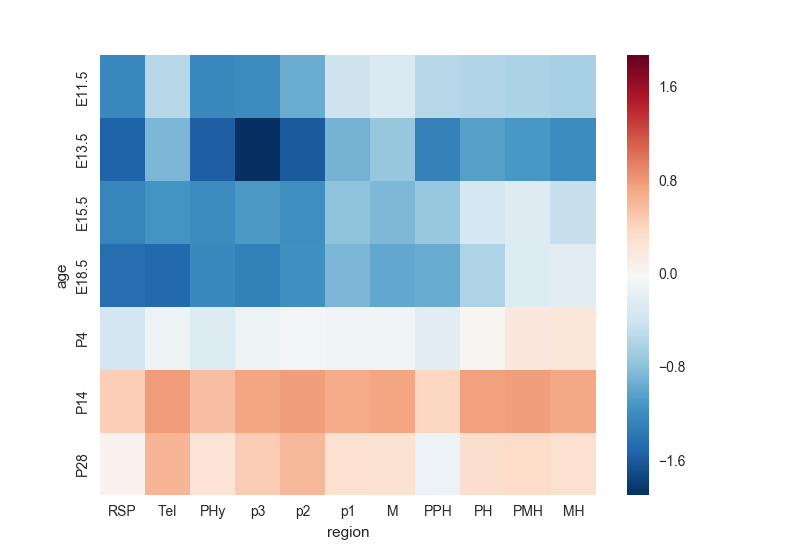 age
E11.5
E13.5
E15.5
E18.5
P4
P14
P28
RSP Tel PHy p3 p2 p1 M PPH PH PMH MH
region
1.6
0.8
0.0
−0.8
−1.6